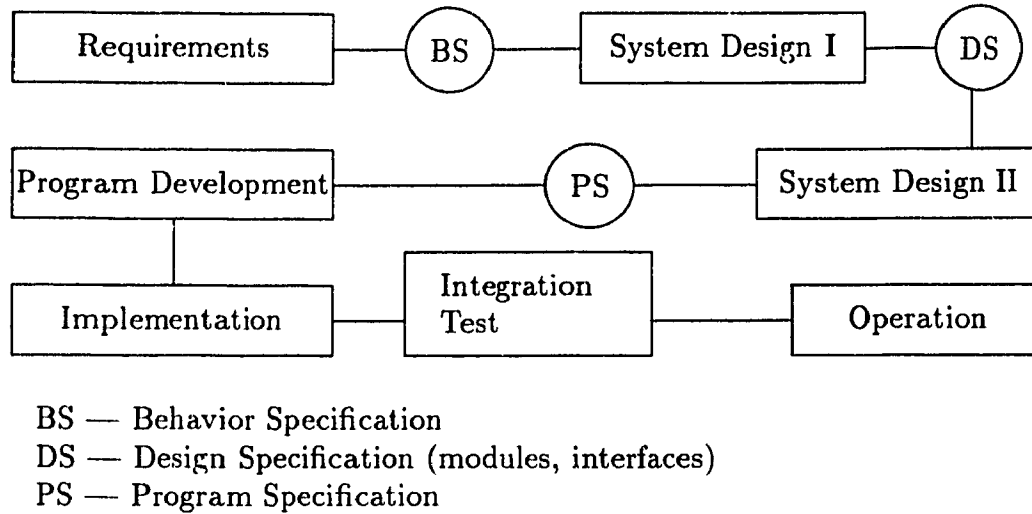 Requirements
BS
System Design I
DS
Program Development
PS
System Design II
Implementation
Integration
Test
Operation
BS — Behavior Specification
DS — Design Specification (modules, interfaces)
PS — Program Specification